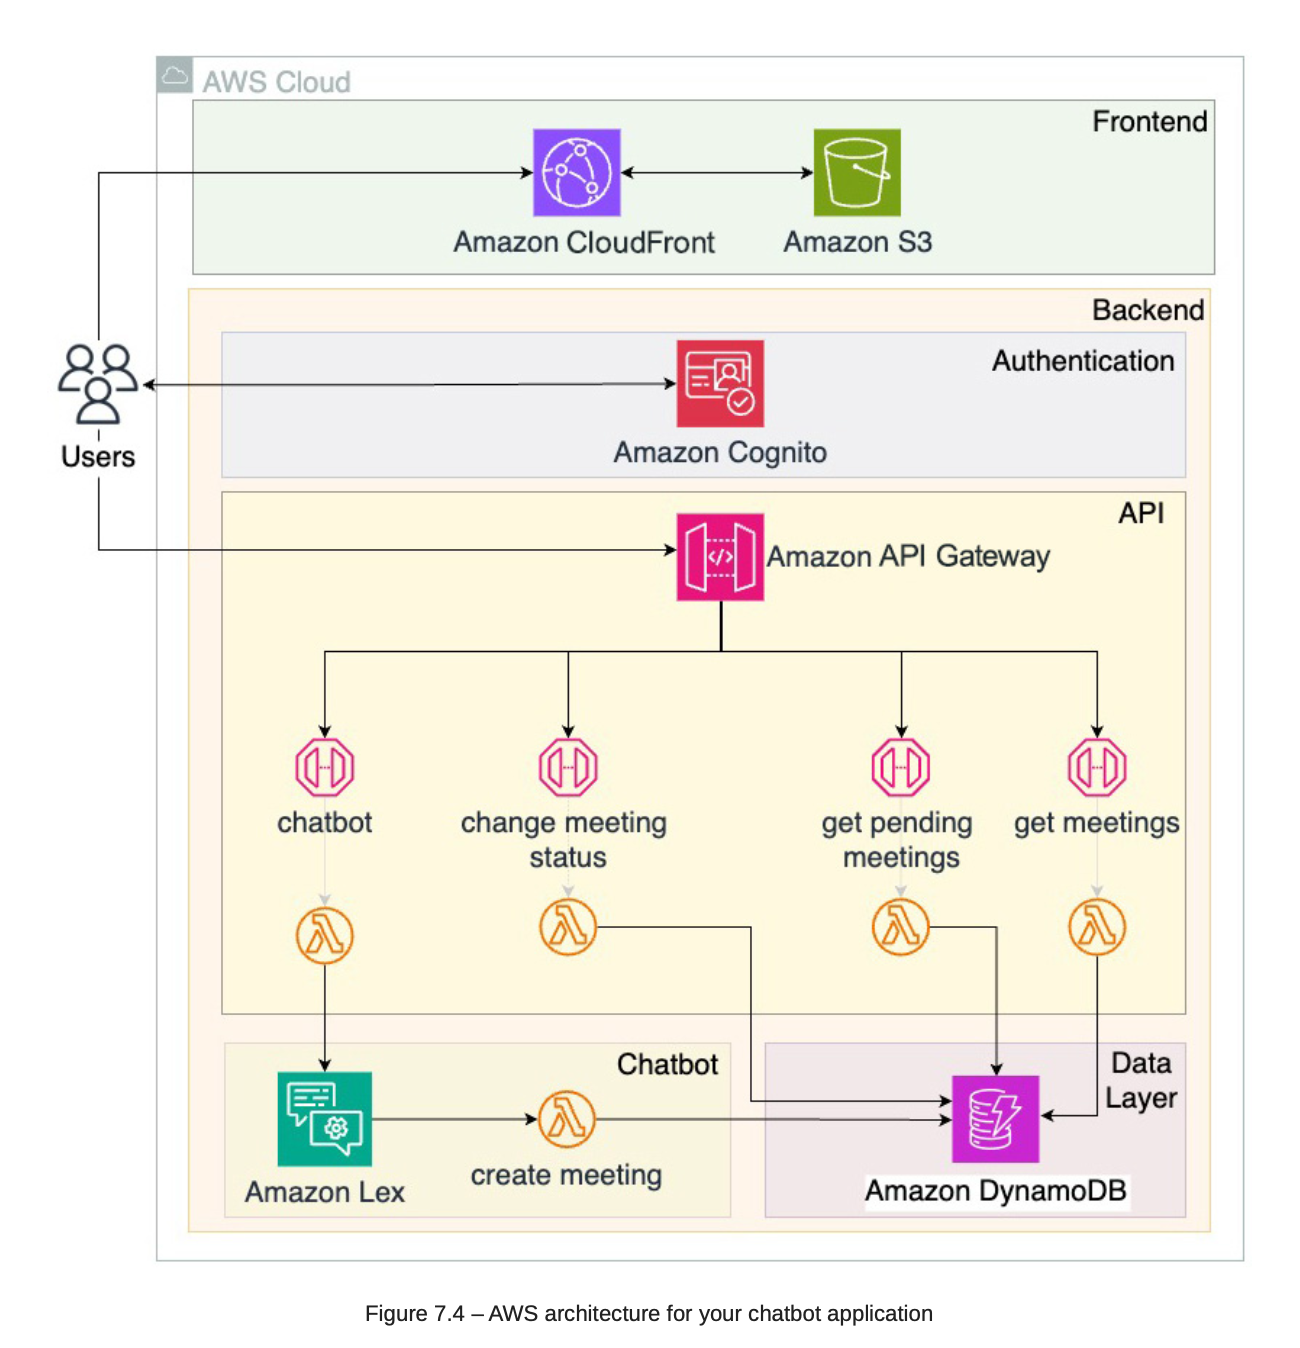 AWS Cloud
Frontend
Amazon CloudFront
Amazon S3
Backend
Authentication
Users
Amazon Cognito
API
Amazon API Gateway
chatbot
change meeting
status
get pending
meetings
get meetings
Chatbot
Data
Layer
Amazon Lex
create meeting
Amazon DynamoDB
Figure 7.4 – AWS architecture for your chatbot application